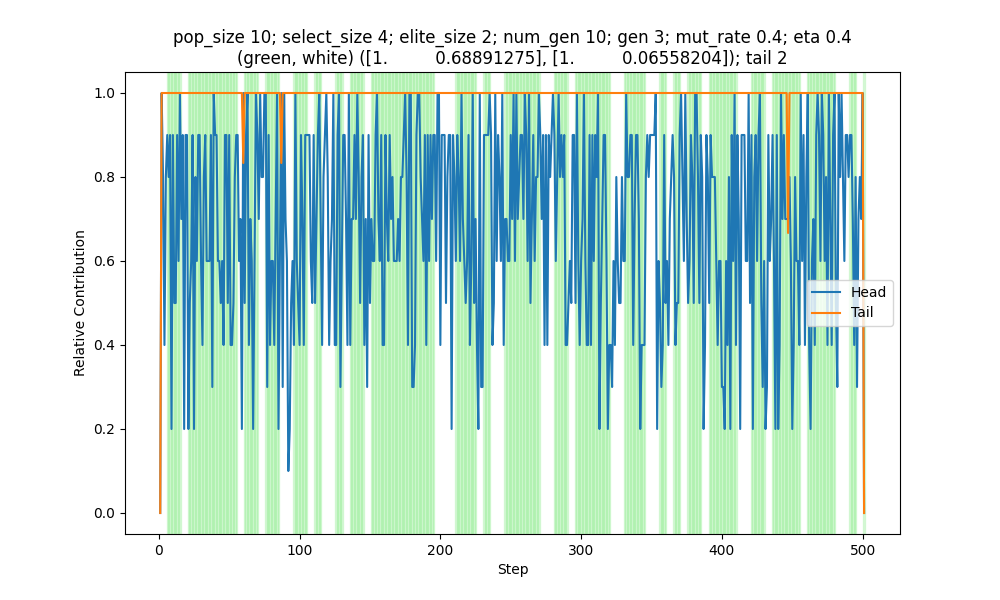 pop_size 10; select_size 4; elite_size 2; num_gen 10; gen 3; mut_rate 0.4; eta 0.4
(green, white) ([1.          0.68891275], [1.          0.06558204]); tail 2
1.0
0.8
0.6
0.4
0.2
0.0
Relative Contribution
Head
Tail
0
100
200
300
400
500
Step